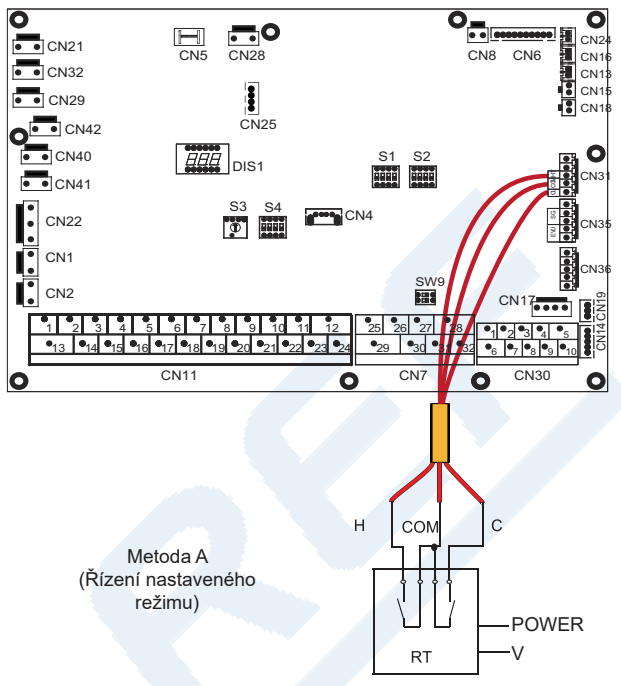 CN21
CN32
CN29
CN42
CN40
CN41
CN22
CN1
CN2
CN5
CN28
CN25
DIS1
S1
S2
S3
S4
CN4
SW9
CN8
CN6
CN24
CN16
CN13
CN15
CN18
CN31
COM
SG
EVU
CN35
CN36
CN17
CN19
CN14
1 2 3 4 5 6 7 8 9 10 11 12
13 14 15 16 17 18 19 20 21 22 23 24
CN11
25 26 27 28
29 30 31 32
CN7
1 2 3 4 5
6 7 8 9 10
CN30
H
COM
C
Metoda A
(Řízení nastaveného
režimu)
RT
POWER
V